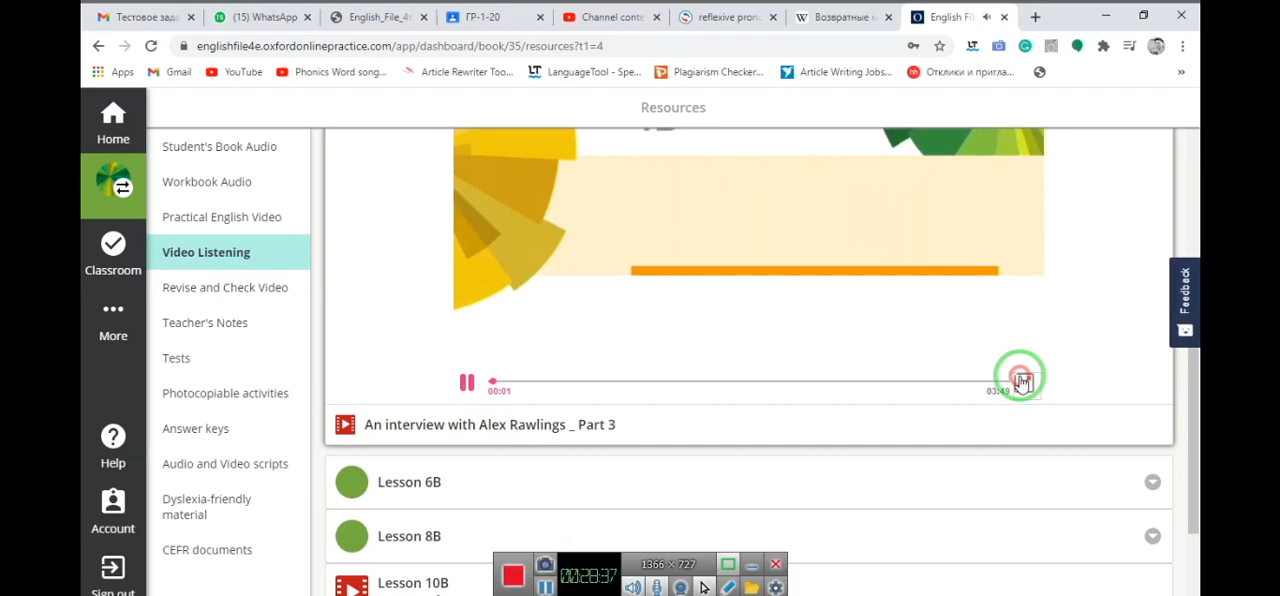 Тестовое зада
(15) WhatsApp
English_File_4t
ГР-1-20
Channel conte
reflexive pron
Возвратные м
English Fi
englishfile4e.oxfordonlinepractice.com/app/dashboard/book/35/resources?t1=4
Apps
Gmail
YouTube
Phonics Word song...
Article Rewriter Too...
LanguageTool - Spe...
Plagiarism Checker...
Article Writing Jobs...
Отклики и пригла...
Resources
Home
Classroom
More
Help
Account
Sign out
Student's Book Audio
Workbook Audio
Practical English Video
Video Listening
Revise and Check Video
Teacher's Notes
Tests
Photocopiable activities
Answer keys
Audio and Video scripts
Dyslexia-friendly
material
CEFR documents
00:01
03:49
An interview with Alex Rawlings _ Part 3
Lesson 6B
Lesson 8B
Lesson 10B
Feedback
00:28:37
1366 × 727